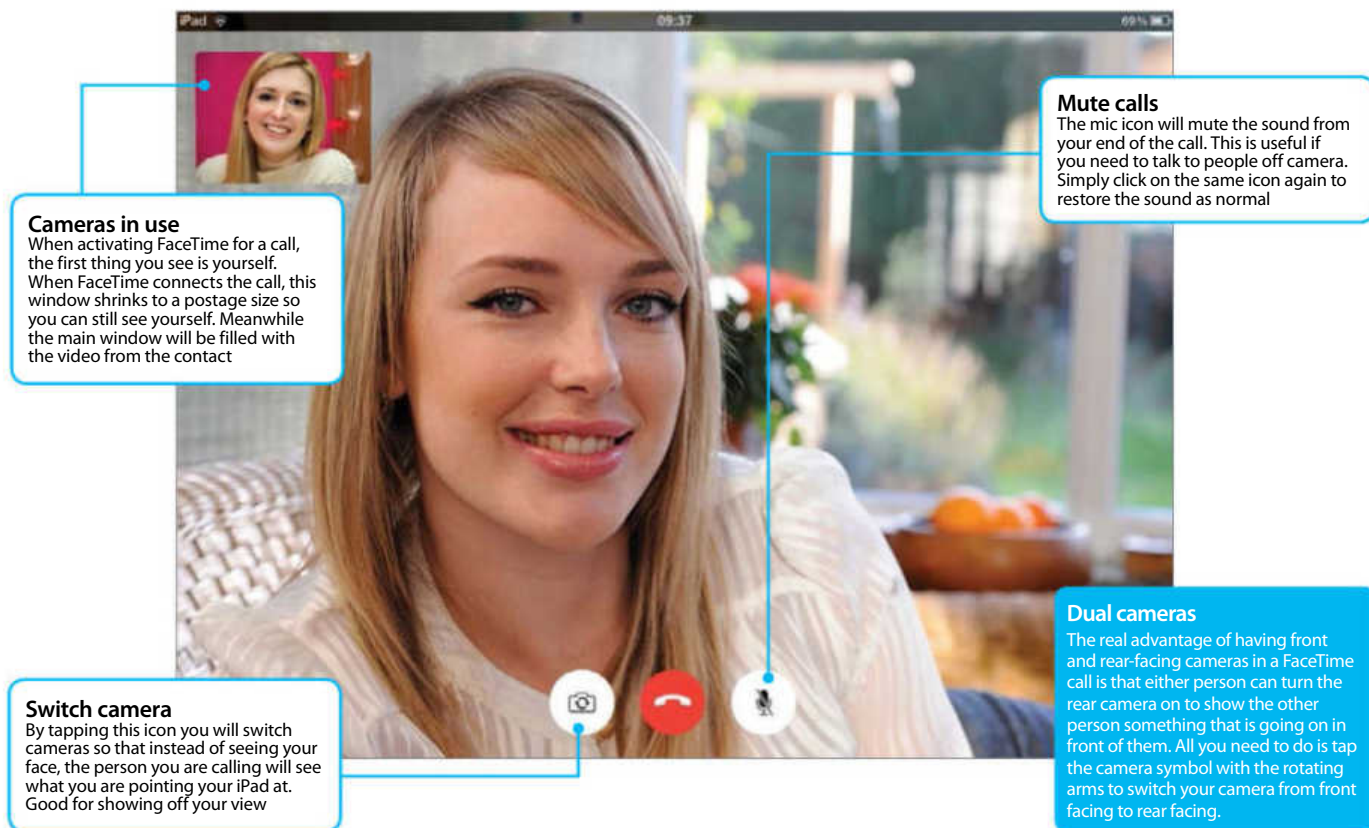 iPad
09:37
69%
Cameras in use
When activating FaceTime for a call,
the first thing you see is yourself.
When FaceTime connects the call, this
window shrinks to a postage size so
you can still see yourself. Meanwhile
the main window will be filled with
the video from the contact
Mute calls
The mic icon will mute the sound from
your end of the call. This is useful if
you need to talk to people off camera.
Simply click on the same icon again to
restore the sound as normal
Switch camera
By tapping this icon you will switch
cameras so that instead of seeing your
face, the person you are calling will see
what you are pointing your iPad at.
Good for showing off your view
Dual cameras
The real advantage of having front
and rear-facing cameras in a FaceTime
call is that either person can turn the
rear camera on to show the other
person something that is going on in
front of them. All you need to do is tap
the camera symbol with the rotating
arms to switch your camera from front
facing to rear facing.